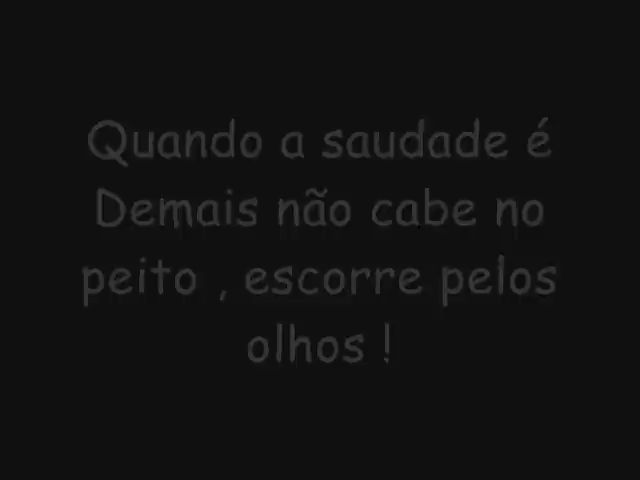 Quando a saudade é
Demais não cabe no
peito , escorre pelos
olhos !